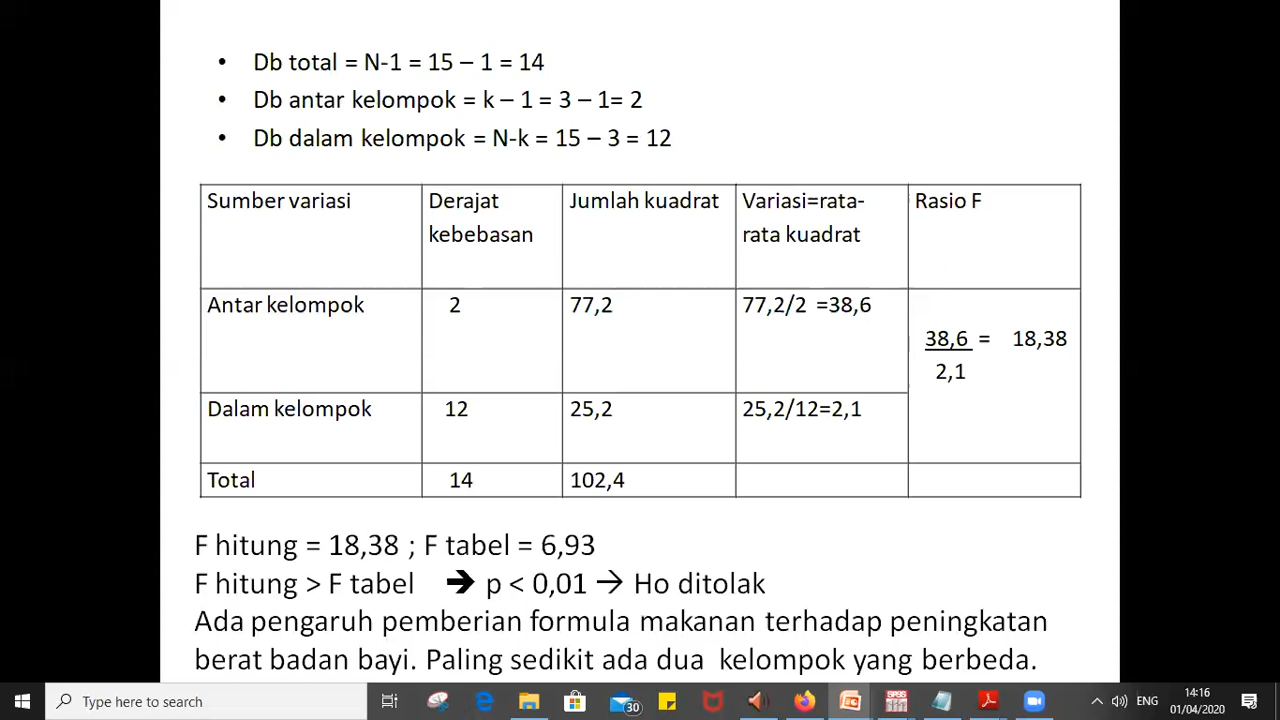 • Db total = N-1 = 15 – 1 = 14
• Db antar kelompok = k – 1 = 3 – 1= 2
• Db dalam kelompok = N-k = 15 – 3 = 12
Sumber variasi Derajat kebebasan Jumlah kuadrat Variasi=rata-rata kuadrat Rasio F
Antar kelompok 2 77,2 77,2/2 =38,6
38,6 = 18,38
2,1
Dalam kelompok 12 25,2 25,2/12=2,1
Total 14 102,4
F hitung = 18,38 ; F tabel = 6,93
F hitung > F tabel ➔ p < 0,01 → Ho ditolak
Ada pengaruh pemberian formula makanan terhadap peningkatan
berat badan bayi. Paling sedikit ada dua kelompok yang berbeda.
Type here to search
30
SPSS
ENG
14:16
01/04/2020